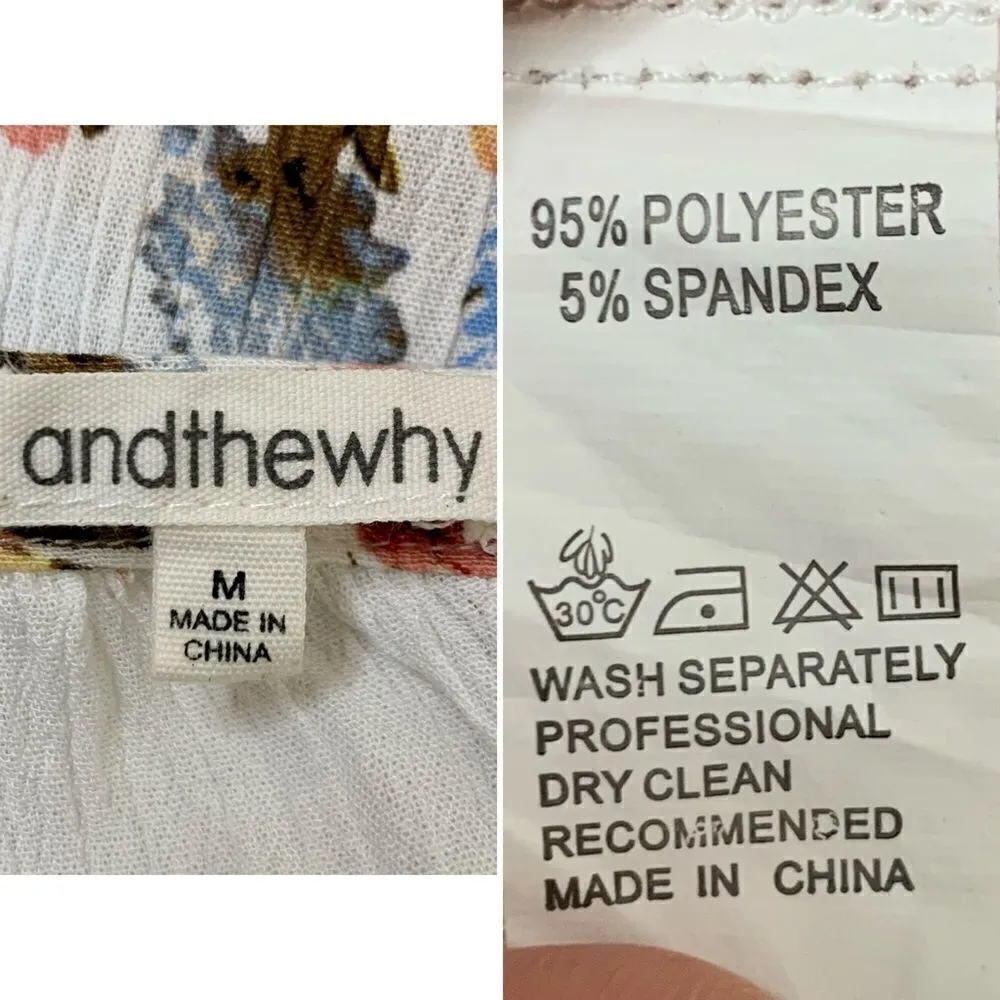 andthewhy
M
MADE IN
CHINA
95% POLYESTER
5% SPANDEX
30°C
WASH SEPARATELY
PROFESSIONAL
DRY CLEAN
RECOMMENDED
MADE IN CHINA